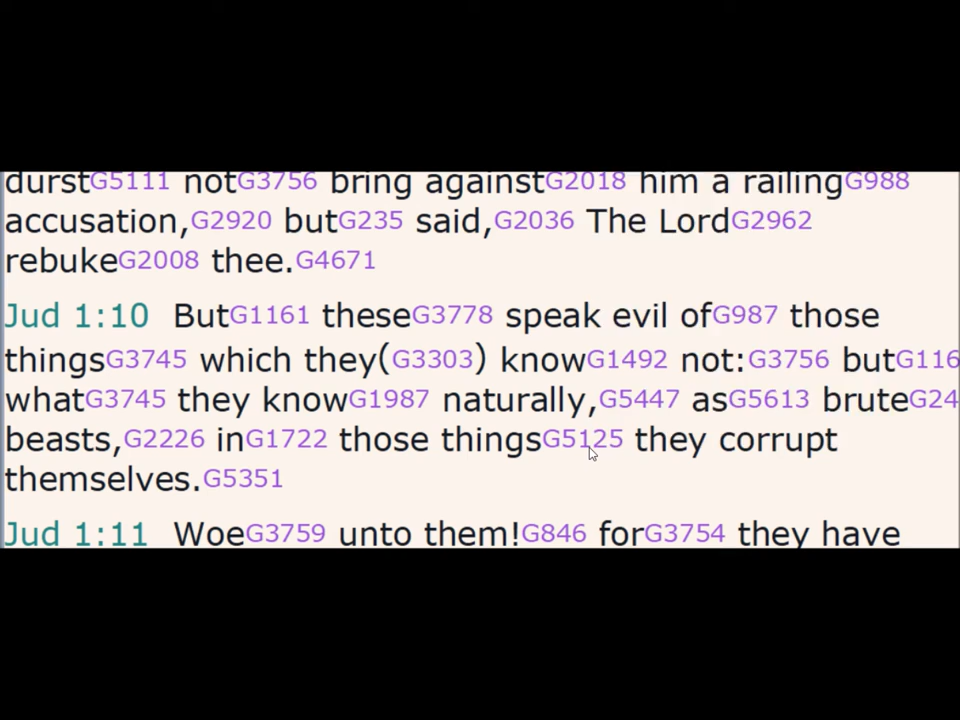 durstG5111 notG3756 bring againstG2018 him a railingG988
accusation,G2920 butG235 said,G2036 The LordG2962
rebukeG2008 thee.G4671
Jud 1:10 ButG1161 theseG3778 speak evil ofG987 those
thingsG3745 which they(G3303) knowG1492 not:G3756 butG116
whatG3745 they knowG1987 naturally,G5447 asG5613 bruteG24
beasts,G2226 inG1722 those thingsG5125 they corrupt
themselves.G5351
Jud 1:11 WoeG3759 unto them!G846 forG3754 they have